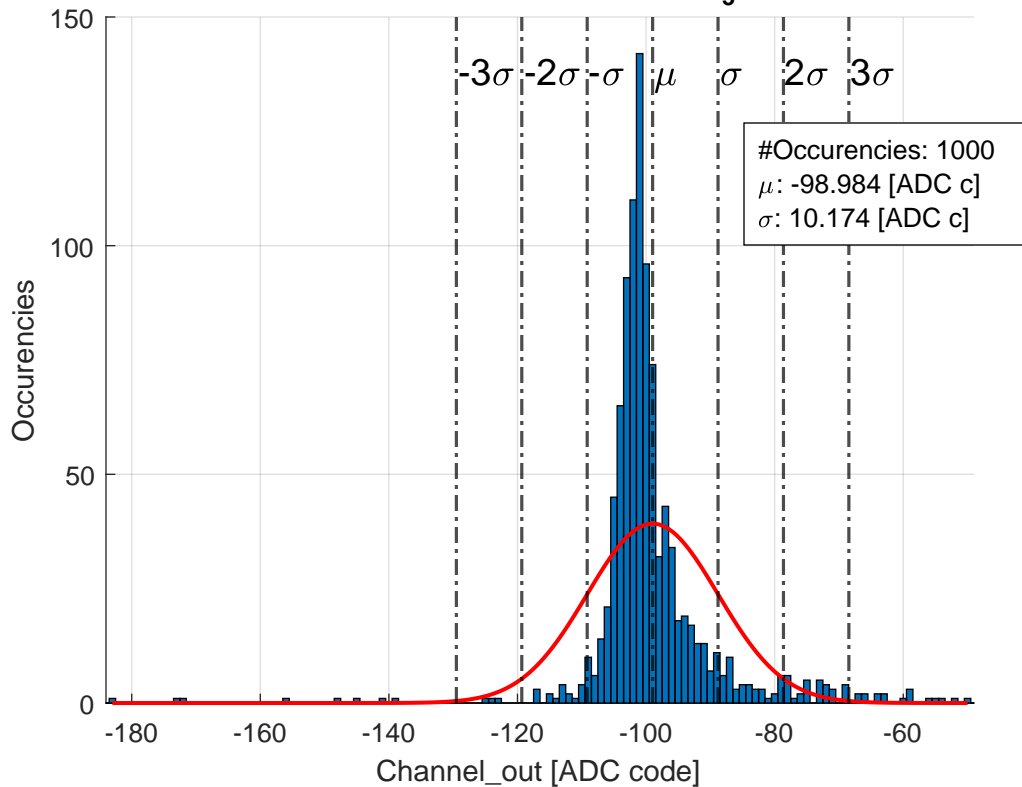 150
-3σ -2σ -σ μ σ 2σ 3σ
#Occurencies: 1000
μ: -98.984 [ADC c]
σ: 10.174 [ADC c]
100
Occurencies
50
0
-180 -160 -140 -120 -100 -80 -60
Channel_out [ADC code]